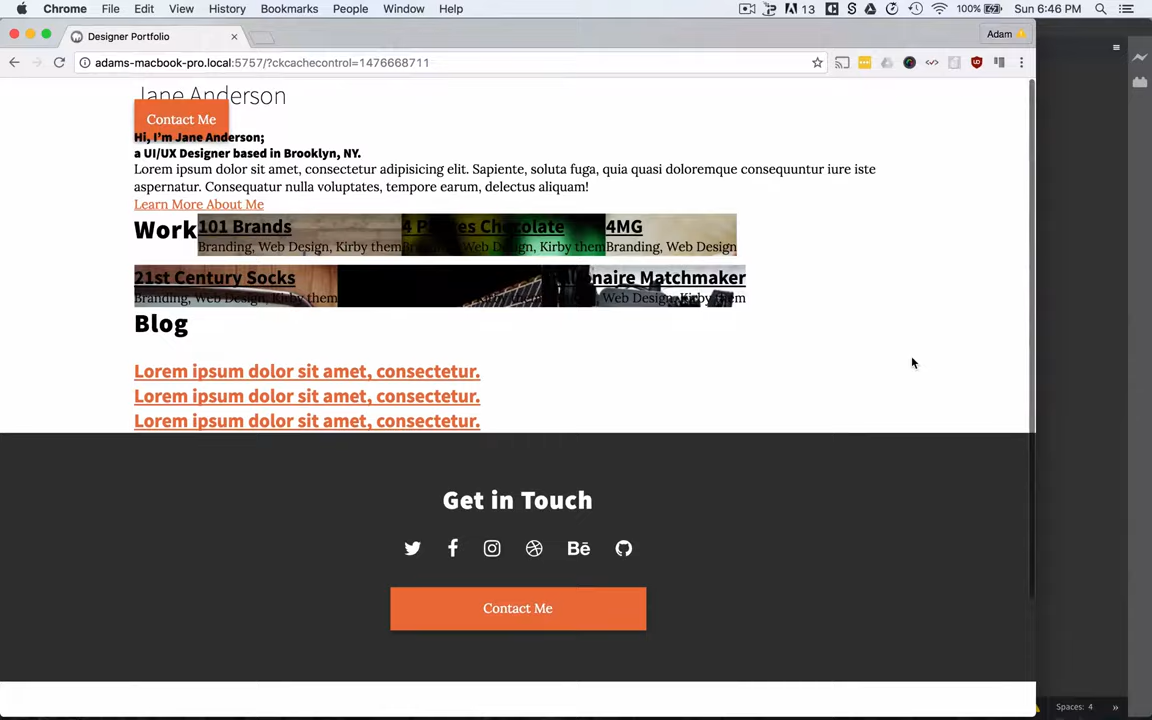 Chrome File Edit View History Bookmarks People Window Help 13 100% Sun 6:46 PM
Designer Portfolio Adam
adams-macbook-pro.local:5757/?ckcachecontrol=1476668711
Jane Anderson
Contact Me
Hi, I'm Jane Anderson;
a UI/UX Designer based in Brooklyn, NY.
Lorem ipsum dolor sit amet, consectetur adipisicing elit. Sapiente, soluta fuga, quia quasi doloremque consequuntur iure iste
aspernatur. Consequatur nulla voluptates, tempore earum, delectus aliquam!
Learn More About Me
Work 101 Brands 4 Chocolate 4MG
Branding, Web Design, Kirby them Web Design, Kirby them Branding, Web Design
21st Century Socks Matchmaker
Branding, Web Design, Kirby them Web Design, Kirby them
Blog
Lorem ipsum dolor sit amet, consectetur.
Lorem ipsum dolor sit amet, consectetur.
Lorem ipsum dolor sit amet, consectetur.
Get in Touch
Bē
Contact Me
Spaces: 4